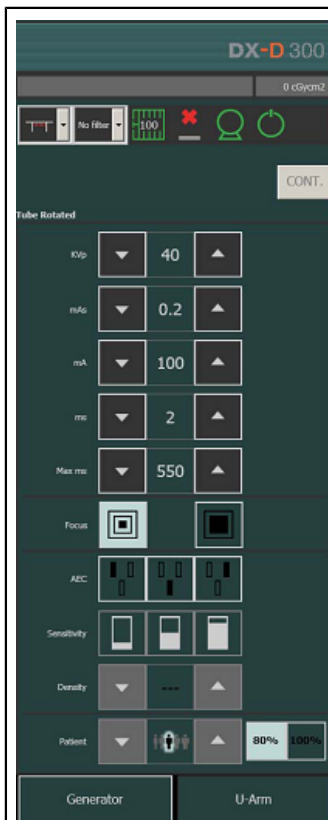 DX-D 300
0 cGycm2
No filter
100
CONT.
Tube Rotated
KVp 40
mAs 0.2
mA 100
ms 2
Max ms 550
Focus
AEC
Sensitivity
Density ---
Patient 80% 100%
Generator U-Arm